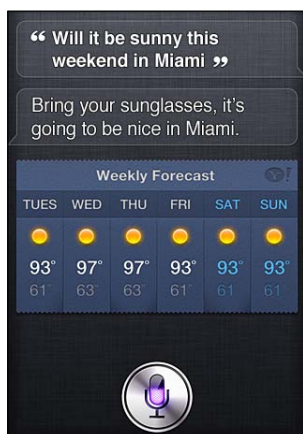 “ Will it be sunny this
weekend in Miami ”
Bring your sunglasses, it's
going to be nice in Miami.
Weekly Forecast Y!
TUES WED THU FRI SAT SUN
93° 97° 97° 93° 93° 93°
61° 63° 63° 61° 61 61°